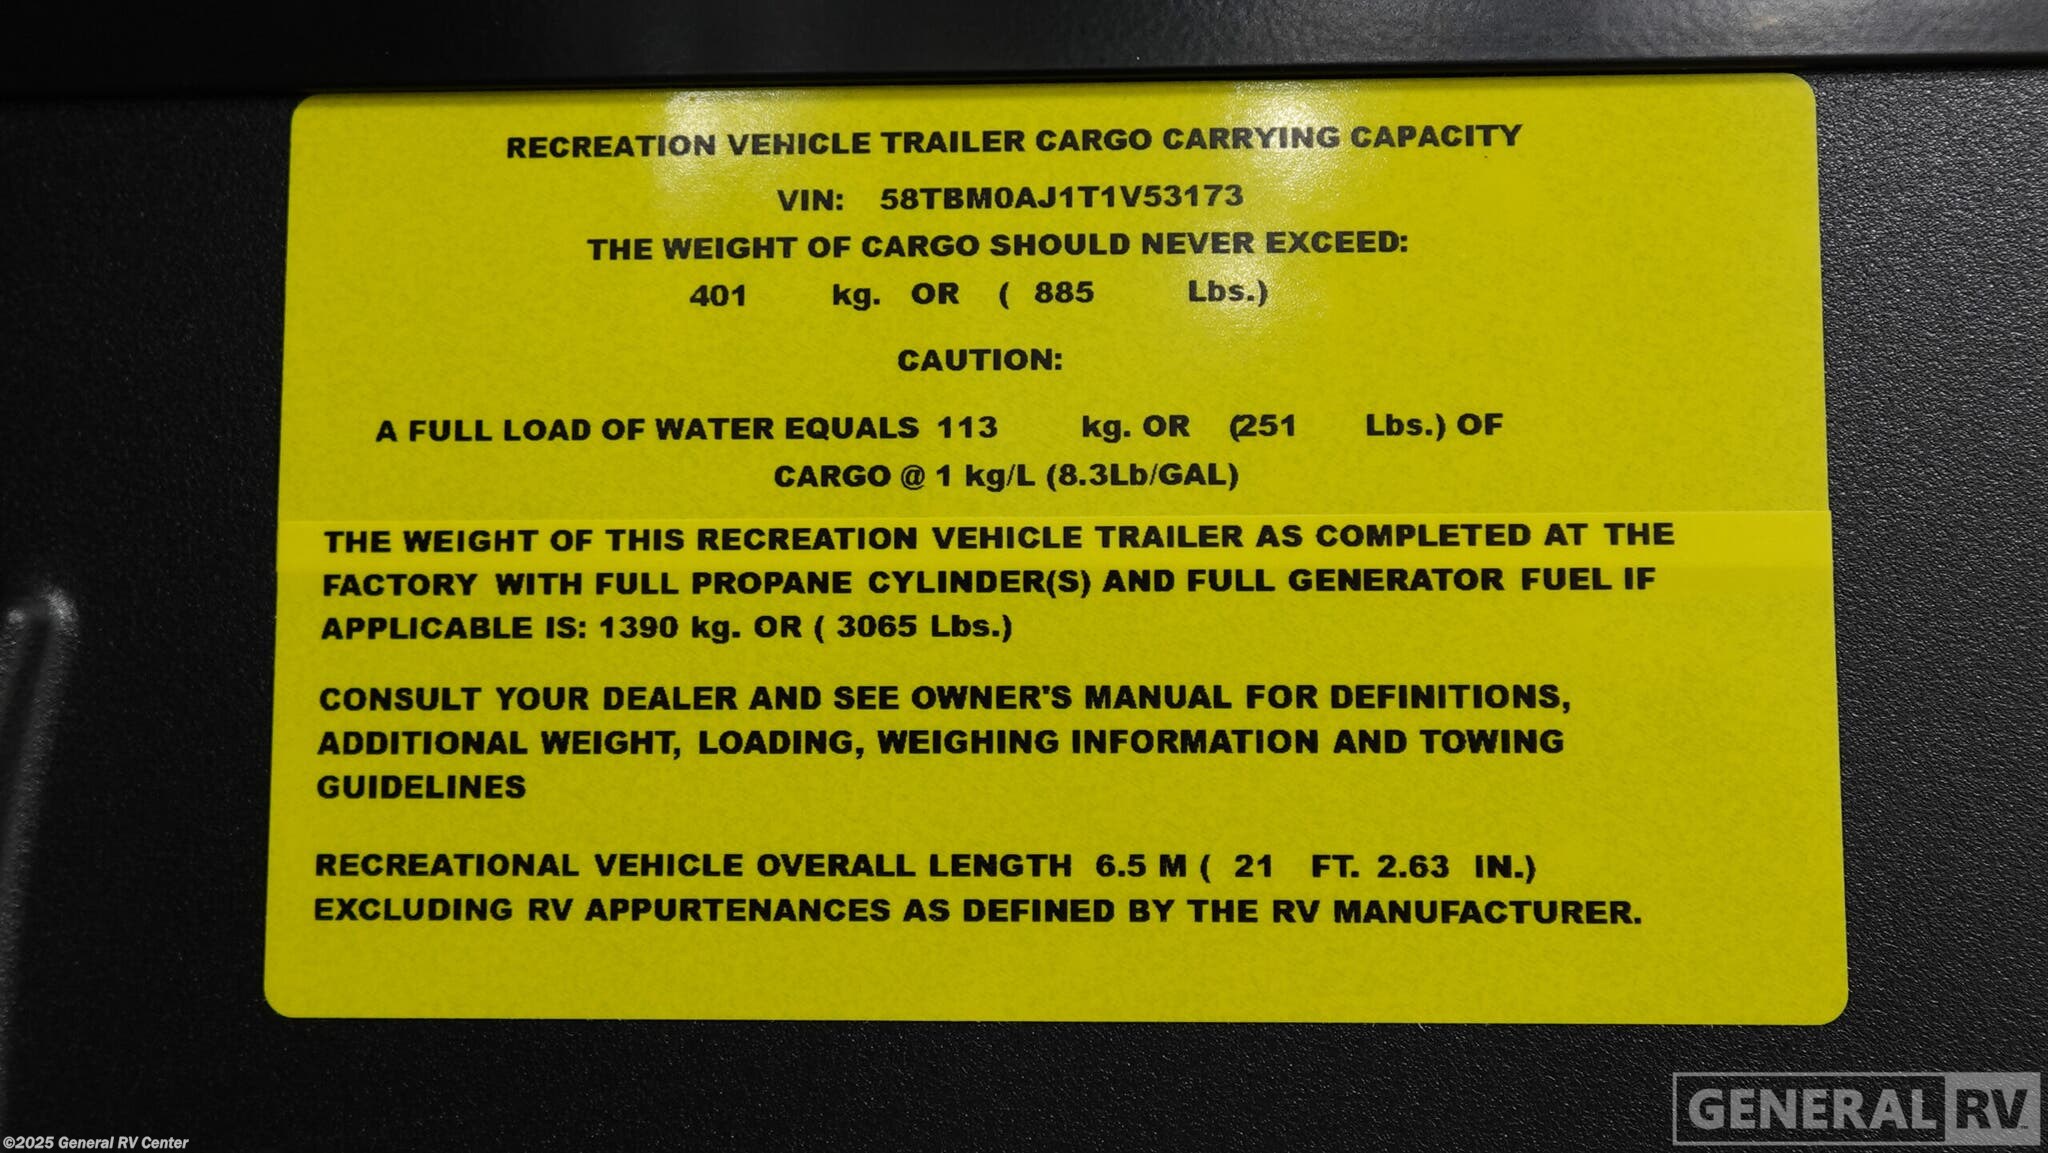 RECREATION VEHICLE TRAILER CARGO CARRYING CAPACITY
VIN: 58TBM0AJ1T1V53173
THE WEIGHT OF CARGO SHOULD NEVER EXCEED:
401 kg. OR ( 885 Lbs.)
CAUTION:
A FULL LOAD OF WATER EQUALS 113 kg. OR (251 Lbs.) OF
CARGO @ 1 kg/L (8.3Lb/GAL)
THE WEIGHT OF THIS RECREATION VEHICLE TRAILER AS COMPLETED AT THE
FACTORY WITH FULL PROPANE CYLINDER(S) AND FULL GENERATOR FUEL IF
APPLICABLE IS: 1390 kg. OR ( 3065 Lbs.)
CONSULT YOUR DEALER AND SEE OWNER'S MANUAL FOR DEFINITIONS,
ADDITIONAL WEIGHT, LOADING, WEIGHING INFORMATION AND TOWING
GUIDELINES
RECREATIONAL VEHICLE OVERALL LENGTH 6.5 M ( 21 FT. 2.63 IN.)
EXCLUDING RV APPURTENANCES AS DEFINED BY THE RV MANUFACTURER.
GENERAL RV
©2025 General RV Center